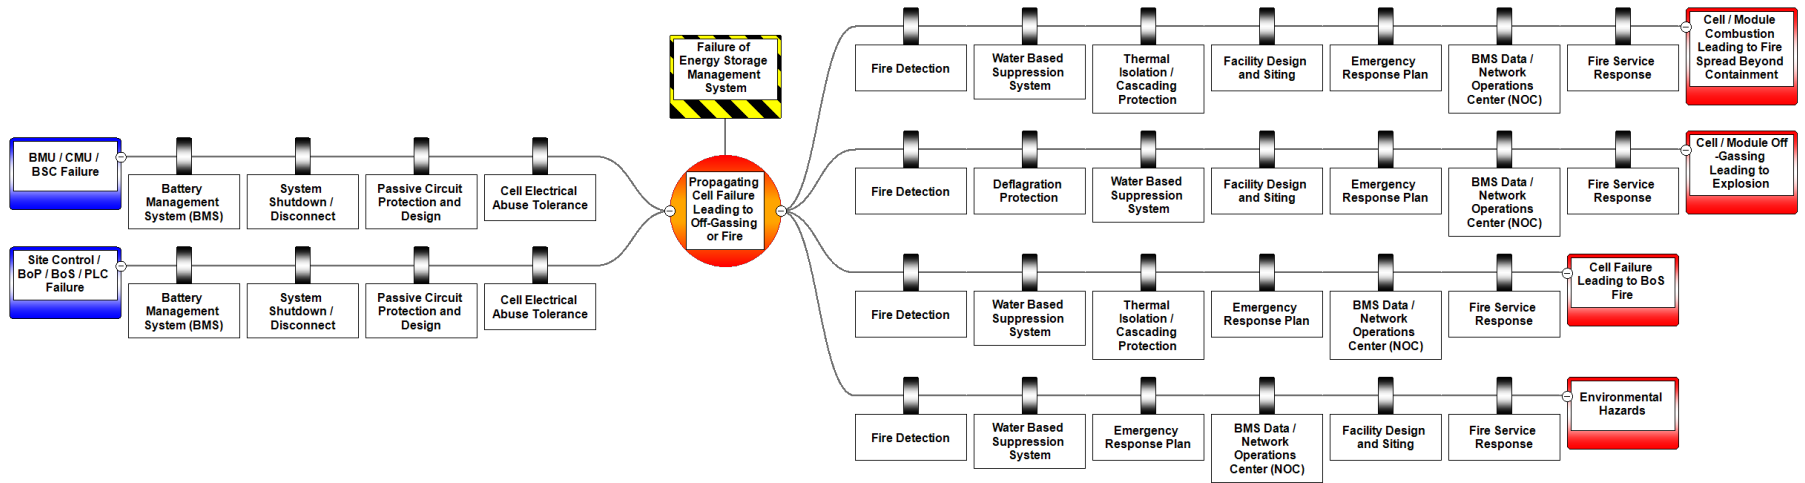 Failure of
Energy Storage
Management
System
BMU / CMU /
BSC Failure
Battery
Management
System (BMS)
System
Shutdown /
Disconnect
Passive Circuit
Protection and
Design
Cell Electrical
Abuse Tolerance
Site Control /
BoP / BoS / PLC
Failure
Battery
Management
System (BMS)
System
Shutdown /
Disconnect
Passive Circuit
Protection and
Design
Cell Electrical
Abuse Tolerance
Propagating
Cell Failure
Leading to
Off-Gassing
or Fire
Fire Detection
Water Based
Suppression
System
Thermal
Isolation /
Cascading
Protection
Facility Design
and Siting
Emergency
Response Plan
BMS Data /
Network
Operations
Center (NOC)
Fire Service
Response
Cell / Module
Combustion
Leading to Fire
Spread Beyond
Containment
Fire Detection
Deflagration
Protection
Water Based
Suppression
System
Facility Design
and Siting
Emergency
Response Plan
BMS Data /
Network
Operations
Center (NOC)
Fire Service
Response
Cell / Module Off
-Gassing
Leading to
Explosion
Fire Detection
Water Based
Suppression
System
Thermal
Isolation /
Cascading
Protection
Emergency
Response Plan
BMS Data /
Network
Operations
Center (NOC)
Fire Service
Response
Cell Failure
Leading to BoS
Fire
Fire Detection
Water Based
Suppression
System
Emergency
Response Plan
BMS Data /
Network
Operations
Center (NOC)
Facility Design
and Siting
Fire Service
Response
Environmental
Hazards